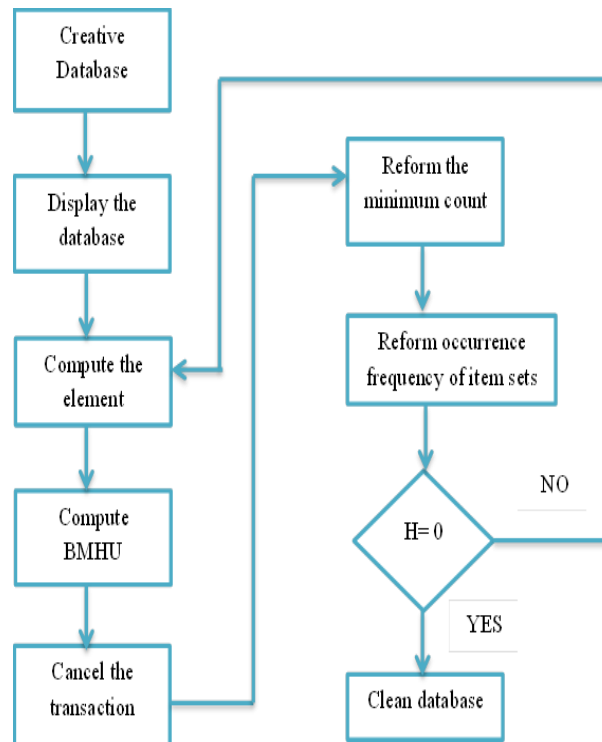 Creative
Database
Display the
database
Compute the
element
Compute
BMHU
Cancel the
transaction
Reform the
minimum count
Reform occurrence
frequency of item sets
H= 0
NO
YES
Clean database